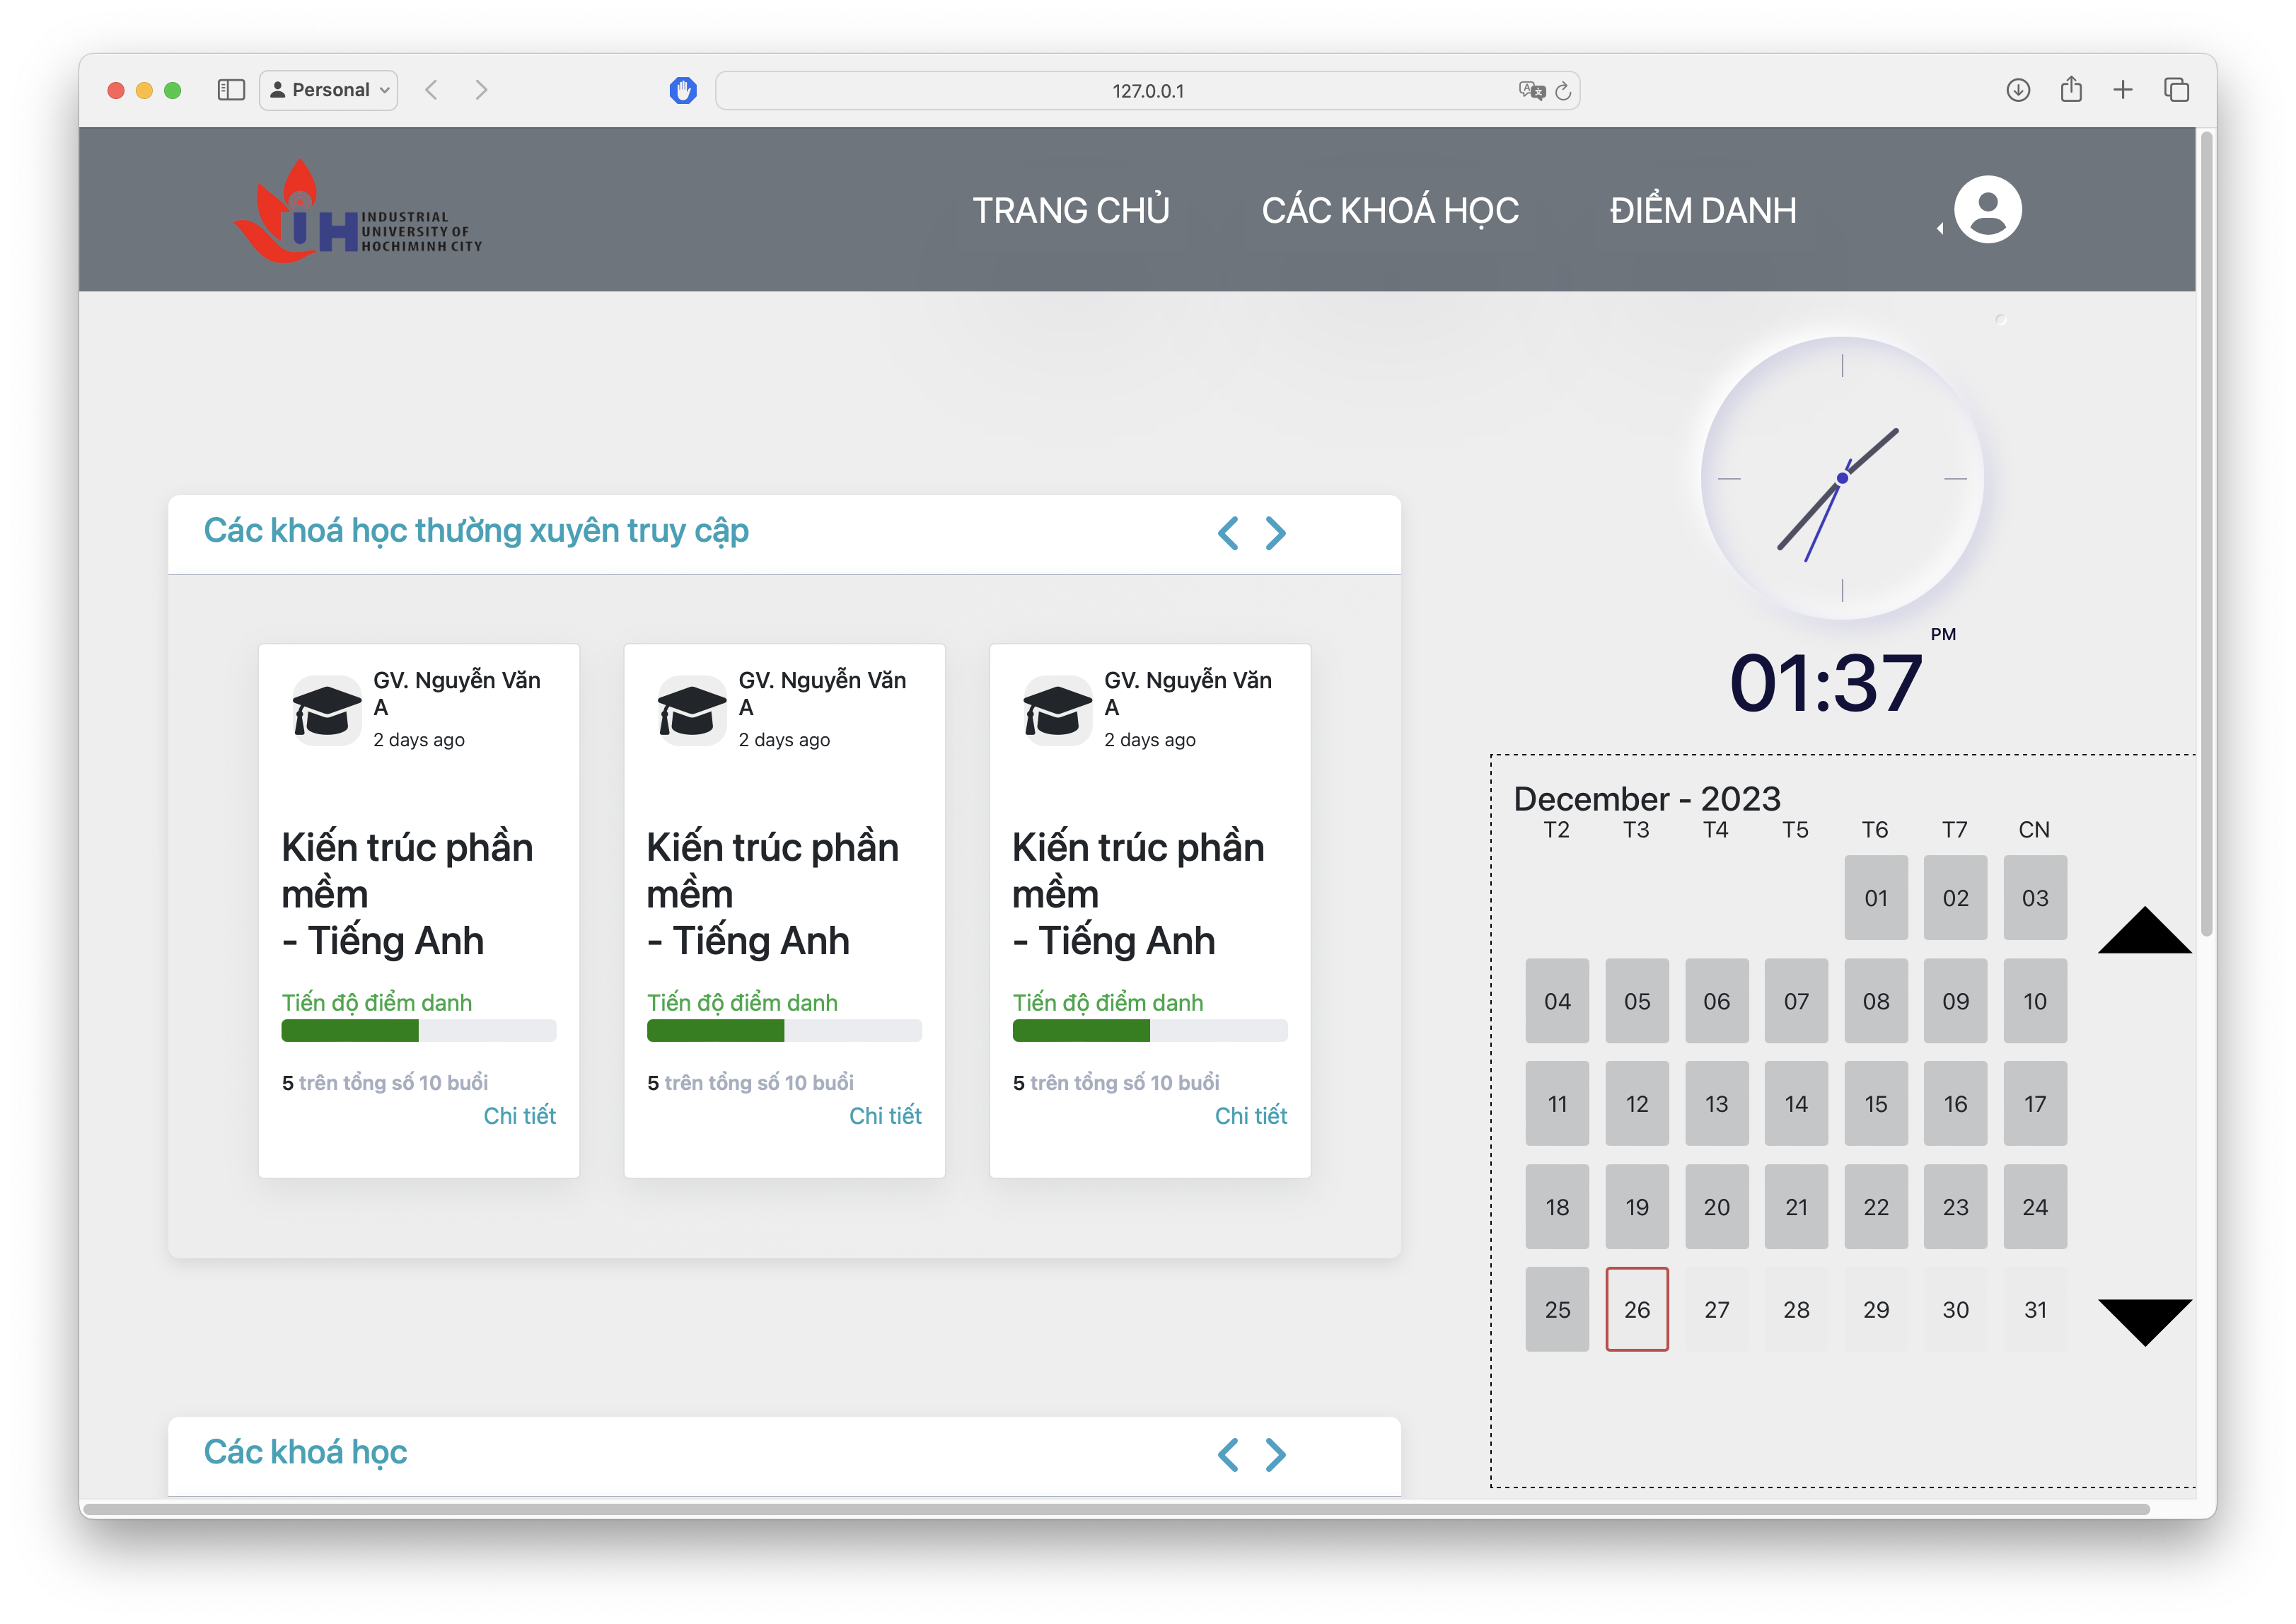 Personal
127.0.0.1
INDUSTRIAL
UNIVERSITY OF
HOCHIMINH CITY
IUH
TRANG CHỦ
CÁC KHOÁ HỌC
ĐIỂM DANH
Các khoá học thường xuyên truy cập
GV. Nguyễn Văn
A
2 days ago
Kiến trúc phần
mềm
- Tiếng Anh
Tiến độ điểm danh
5 trên tổng số 10 buổi
Chi tiết
GV. Nguyễn Văn
A
2 days ago
Kiến trúc phần
mềm
- Tiếng Anh
Tiến độ điểm danh
5 trên tổng số 10 buổi
Chi tiết
GV. Nguyễn Văn
A
2 days ago
Kiến trúc phần
mềm
- Tiếng Anh
Tiến độ điểm danh
5 trên tổng số 10 buổi
Chi tiết
Các khoá học
PM
01:37
December - 2023
T2 T3 T4 T5 T6 T7 CN
01 02 03
04 05 06 07 08 09 10
11 12 13 14 15 16 17
18 19 20 21 22 23 24
25 26 27 28 29 30 31